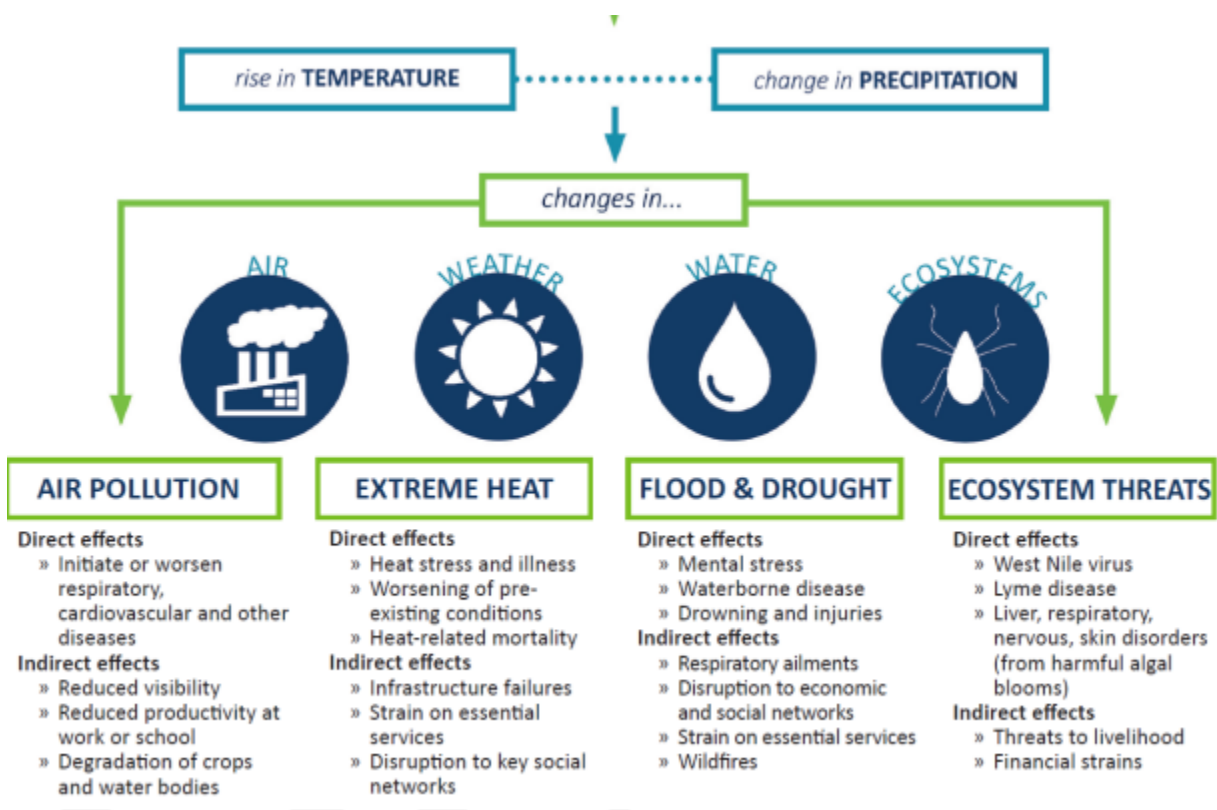 rise in TEMPERATURE
change in PRECIPITATION
changes in...
AIR
WEATHER
WATER
ECOSYSTEMS
AIR POLLUTION
Direct effects
» Initiate or worsen
respiratory,
cardiovascular and other
diseases
Indirect effects
» Reduced visibility
» Reduced productivity at
work or school
» Degradation of crops
and water bodies
EXTREME HEAT
Direct effects
» Heat stress and illness
» Worsening of pre-
existing conditions
» Heat-related mortality
Indirect effects
» Infrastructure failures
» Strain on essential
services
» Disruption to key social
networks
FLOOD & DROUGHT
Direct effects
» Mental stress
» Waterborne disease
» Drowning and injuries
Indirect effects
» Respiratory ailments
» Disruption to economic
and social networks
» Strain on essential services
» Wildfires
ECOSYSTEM THREATS
Direct effects
» West Nile virus
» Lyme disease
» Liver, respiratory,
nervous, skin disorders
(from harmful algal
blooms)
Indirect effects
» Threats to livelihood
» Financial strains